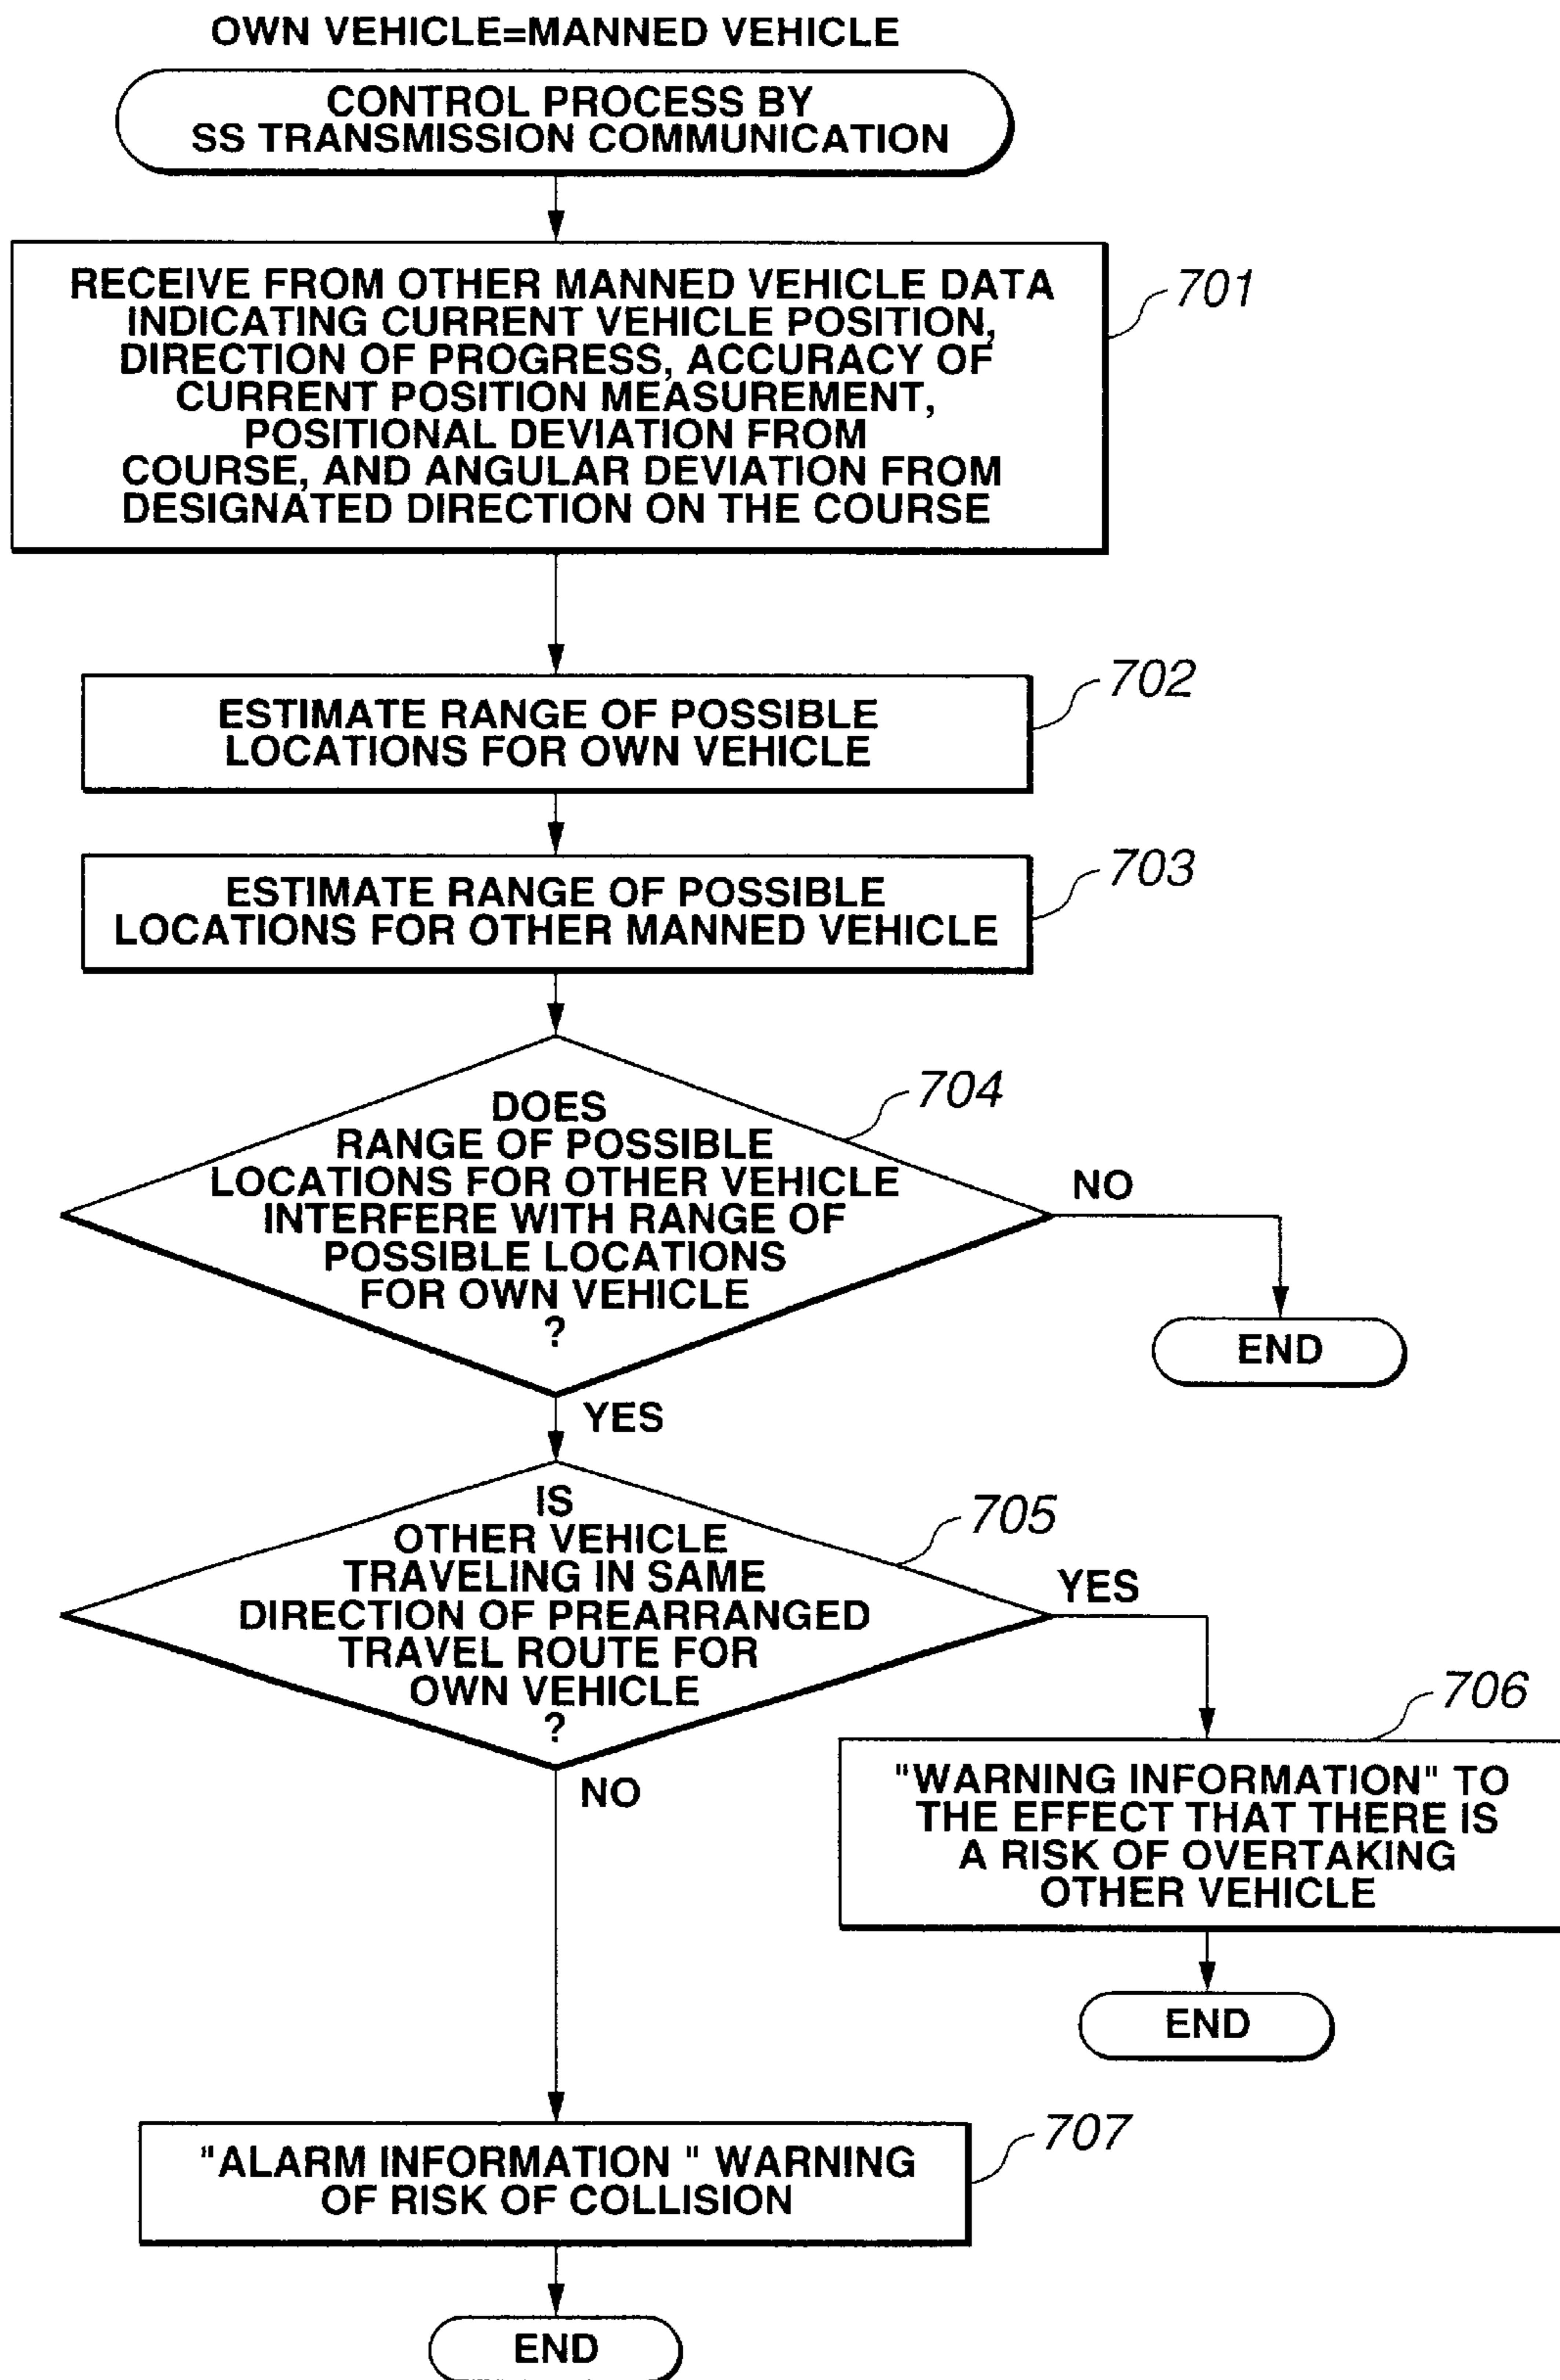 OWN VEHICLE=MANNED VEHICLE
CONTROL PROCESS BY
SS TRANSMISSION COMMUNICATION
RECEIVE FROM OTHER MANNED VEHICLE DATA
INDICATING CURRENT VEHICLE POSITION,
DIRECTION OF PROGRESS, ACCURACY OF
CURRENT POSITION MEASUREMENT,
POSITIONAL DEVIATION FROM
COURSE, AND ANGULAR DEVIATION FROM
DESIGNATED DIRECTION ON THE COURSE
701
ESTIMATE RANGE OF POSSIBLE
LOCATIONS FOR OWN VEHICLE
702
ESTIMATE RANGE OF POSSIBLE
LOCATIONS FOR OTHER MANNED VEHICLE
703
DOES
RANGE OF POSSIBLE
LOCATIONS FOR OTHER VEHICLE
INTERFERE WITH RANGE OF
POSSIBLE LOCATIONS
FOR OWN VEHICLE
?
704
NO
END
YES
IS
OTHER VEHICLE
TRAVELING IN SAME
DIRECTION OF PREARRANGED
TRAVEL ROUTE FOR
OWN VEHICLE
?
705
YES
706
"WARNING INFORMATION" TO
THE EFFECT THAT THERE IS
A RISK OF OVERTAKING
OTHER VEHICLE
END
NO
"ALARM INFORMATION " WARNING
OF RISK OF COLLISION
707
END